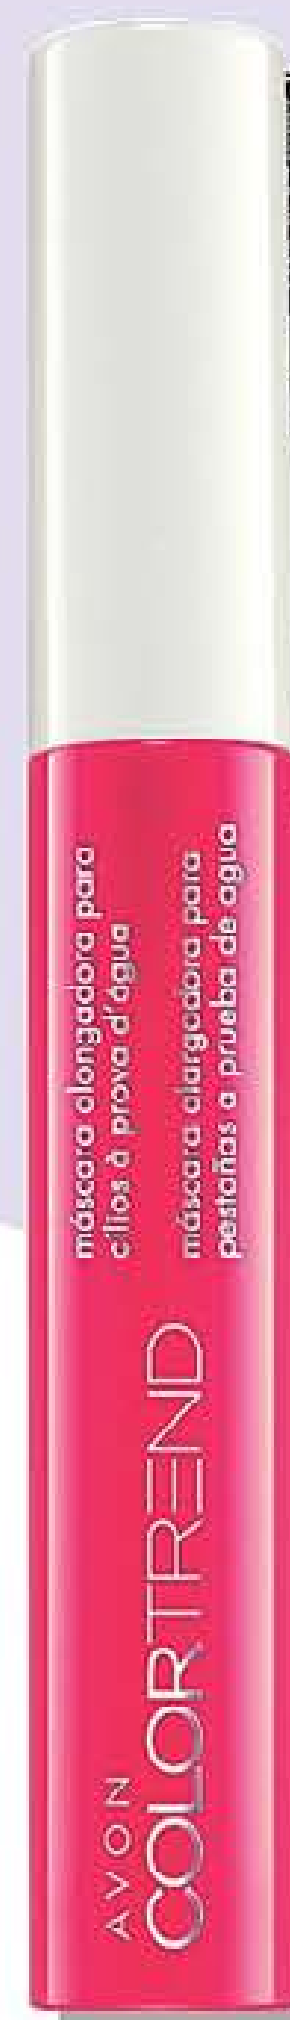 AVON
COLORTREND
máscara alongadora para
cílios à prova d'água
máscara alargadora para
pestañas a prueba de agua